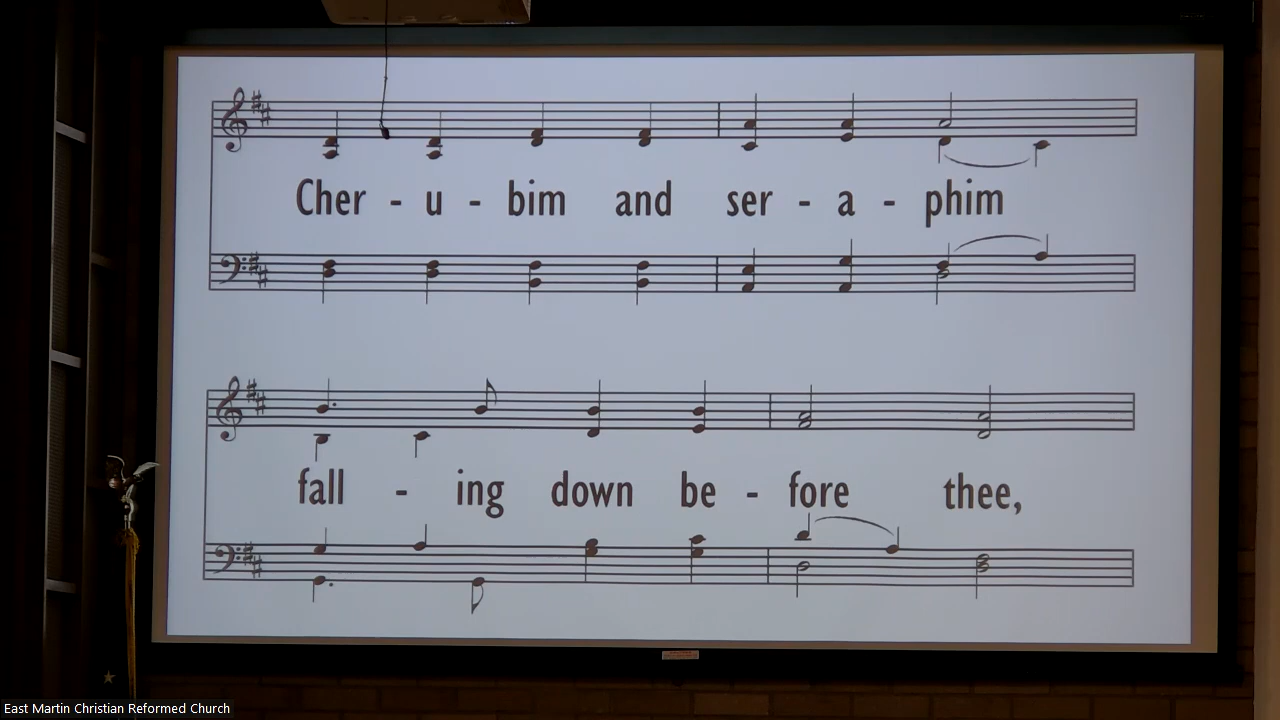 Cher - u - bim and ser - a - phim
fall - ing down be - fore thee,
East Martin Christian Reformed Church